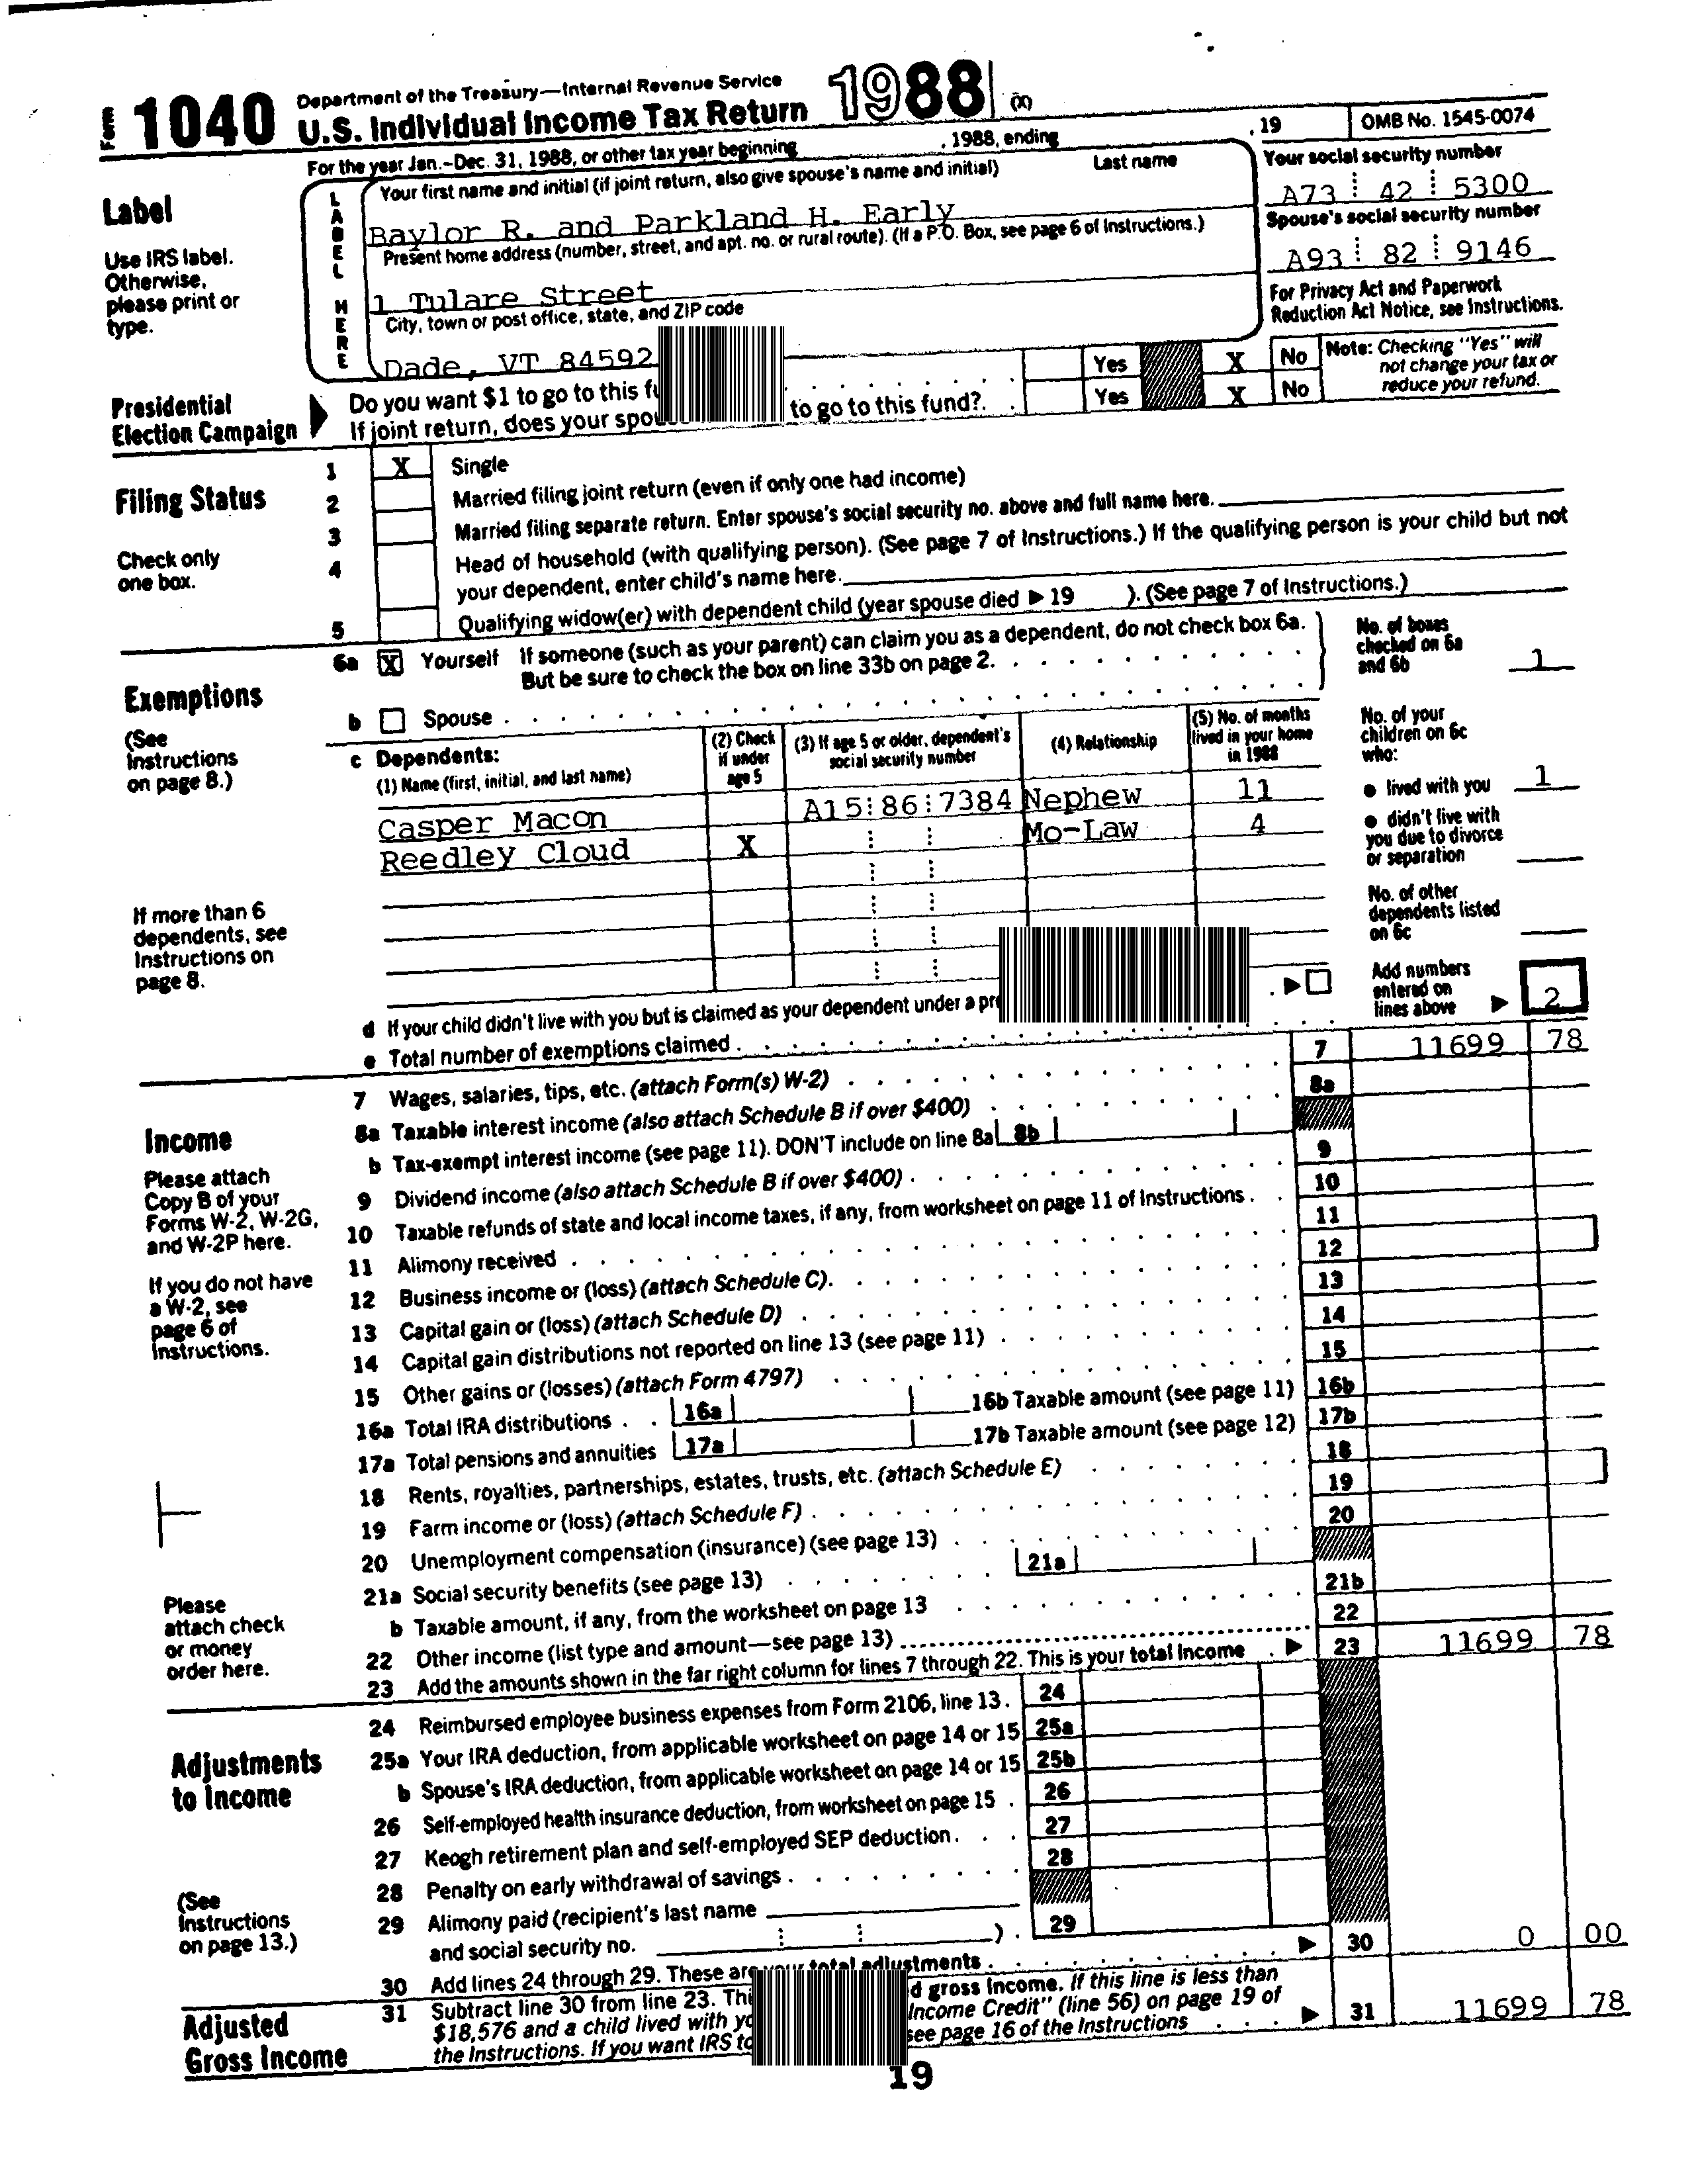 Form 1040 Department of the Treasury—Internal Revenue Service
U.S. Individual Income Tax Return 1988 (X)
For the year Jan.-Dec. 31, 1988, or other tax year beginning , 1988, ending , 19 OMB No. 1545-0074
Label
Use IRS label.
Otherwise,
please print or
type.
LABEL HERE
Your first name and initial (if joint return, also give spouse's name and initial) Last name
Baylor R. and Parkland H. Early
Your social security number
A73 42 5300
Present home address (number, street, and apt. no. or rural route). (If a P.O. Box, see page 6 of Instructions.)
1 Tulare Street
Spouse's social security number
A93 82 9146
City, town or post office, state, and ZIP code
Dade, VT 84592
For Privacy Act and Paperwork
Reduction Act Notice, see Instructions.
Presidential
Election Campaign
Do you want $1 to go to this fu Yes X No
If joint return, does your spou to go to this fund?. Yes X No
Note: Checking "Yes" will
not change your tax or
reduce your refund.
Filing Status
Check only
one box.
1 X Single
2 Married filing joint return (even if only one had income)
3 Married filing separate return. Enter spouse's social security no. above and full name here.
4 Head of household (with qualifying person). (See page 7 of Instructions.) If the qualifying person is your child but not
your dependent, enter child's name here.
5 Qualifying widow(er) with dependent child (year spouse died ▶ 19 ). (See page 7 of Instructions.)
Exemptions
(See
Instructions
on page 8.)
6a X Yourself If someone (such as your parent) can claim you as a dependent, do not check box 6a.
But be sure to check the box on line 33b on page 2.
b Spouse
No. of boxes
checked on 6a
and 6b 1
c Dependents:
(1) Name (first, initial, and last name)
(2) Check
if under
age 5
(3) If age 5 or older, dependent's
social security number
(4) Relationship
(5) No. of months
lived in your home
in 1988
Casper Macon A15 86 7384 Nephew 11
Reedley Cloud X Mo-Law 4
No. of your
children on 6c
who:
● lived with you 1
● didn't live with
you due to divorce
or separation
No. of other
dependents listed
on 6c
Add numbers
entered on
lines above ▶ 2
If more than 6
dependents, see
Instructions on
page 8.
d If your child didn't live with you but is claimed as your dependent under a pre ▶
e Total number of exemptions claimed
Income
Please attach
Copy B of your
Forms W-2, W-2G,
and W-2P here.
If you do not have
a W-2, see
page 6 of
Instructions.
Please
attach check
or money
order here.
7 Wages, salaries, tips, etc. (attach Form(s) W-2) 7 11699 78
8a Taxable interest income (also attach Schedule B if over $400) 8a
b Tax-exempt interest income (see page 11). DON'T include on line 8a 8b
9 Dividend income (also attach Schedule B if over $400) 9
10 Taxable refunds of state and local income taxes, if any, from worksheet on page 11 of Instructions 10
11 Alimony received 11
12 Business income or (loss) (attach Schedule C) 12
13 Capital gain or (loss) (attach Schedule D) 13
14 Capital gain distributions not reported on line 13 (see page 11) 14
15 Other gains or (losses) (attach Form 4797) 15
16a Total IRA distributions 16a 16b Taxable amount (see page 11) 16b
17a Total pensions and annuities 17a 17b Taxable amount (see page 12) 17b
18 Rents, royalties, partnerships, estates, trusts, etc. (attach Schedule E) 18
19 Farm income or (loss) (attach Schedule F) 19
20 Unemployment compensation (insurance) (see page 13) 20
21a Social security benefits (see page 13) 21a
b Taxable amount, if any, from the worksheet on page 13 21b
22 Other income (list type and amount—see page 13) 22
23 Add the amounts shown in the far right column for lines 7 through 22. This is your total income ▶ 23 11699 78
Adjustments
to Income
(See
Instructions
on page 13.)
24 Reimbursed employee business expenses from Form 2106, line 13. 24
25a Your IRA deduction, from applicable worksheet on page 14 or 15 25a
b Spouse's IRA deduction, from applicable worksheet on page 14 or 15 25b
26 Self-employed health insurance deduction, from worksheet on page 15 26
27 Keogh retirement plan and self-employed SEP deduction 27
28 Penalty on early withdrawal of savings 28
29 Alimony paid (recipient's last name
and social security no. ) 29
30 Add lines 24 through 29. These are your total adjustments ▶ 30 0 00
Adjusted
Gross Income
31 Subtract line 30 from line 23. Thi d gross income. If this line is less than
$18,576 and a child lived with yo Income Credit" (line 56) on page 19 of
the Instructions. If you want IRS to see page 16 of the Instructions ▶ 31 11699 78
19